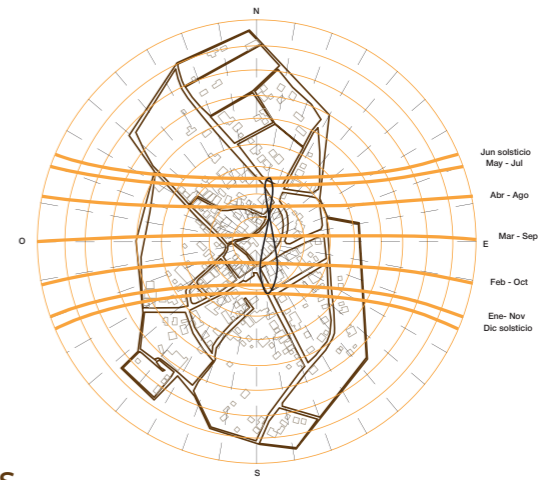 N
Jun solsticio
May - Jul
Abr - Ago
Mar - Sep
O
E
Feb - Oct
Ene- Nov
Dic solsticio
S
s